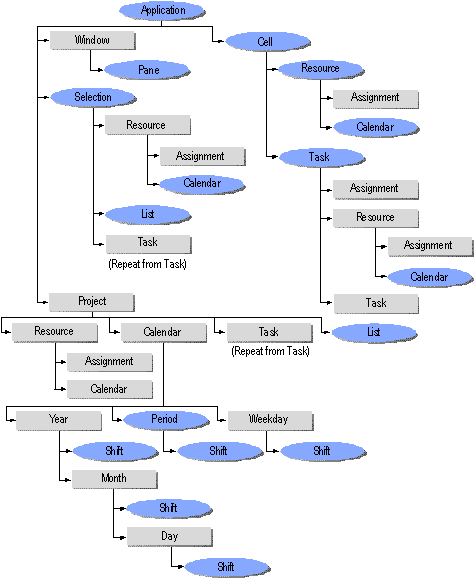 Application
Window
Cell
Pane
Resource
Selection
Assignment
Resource
Calendar
Assignment
Task
Calendar
Assignment
List
Resource
Task
Assignment
(Repeat from Task)
Calendar
Project
Task
Resource
Calendar
Task
List
(Repeat from Task)
Assignment
Calendar
Year
Period
Weekday
Shift
Shift
Shift
Month
Shift
Day
Shift